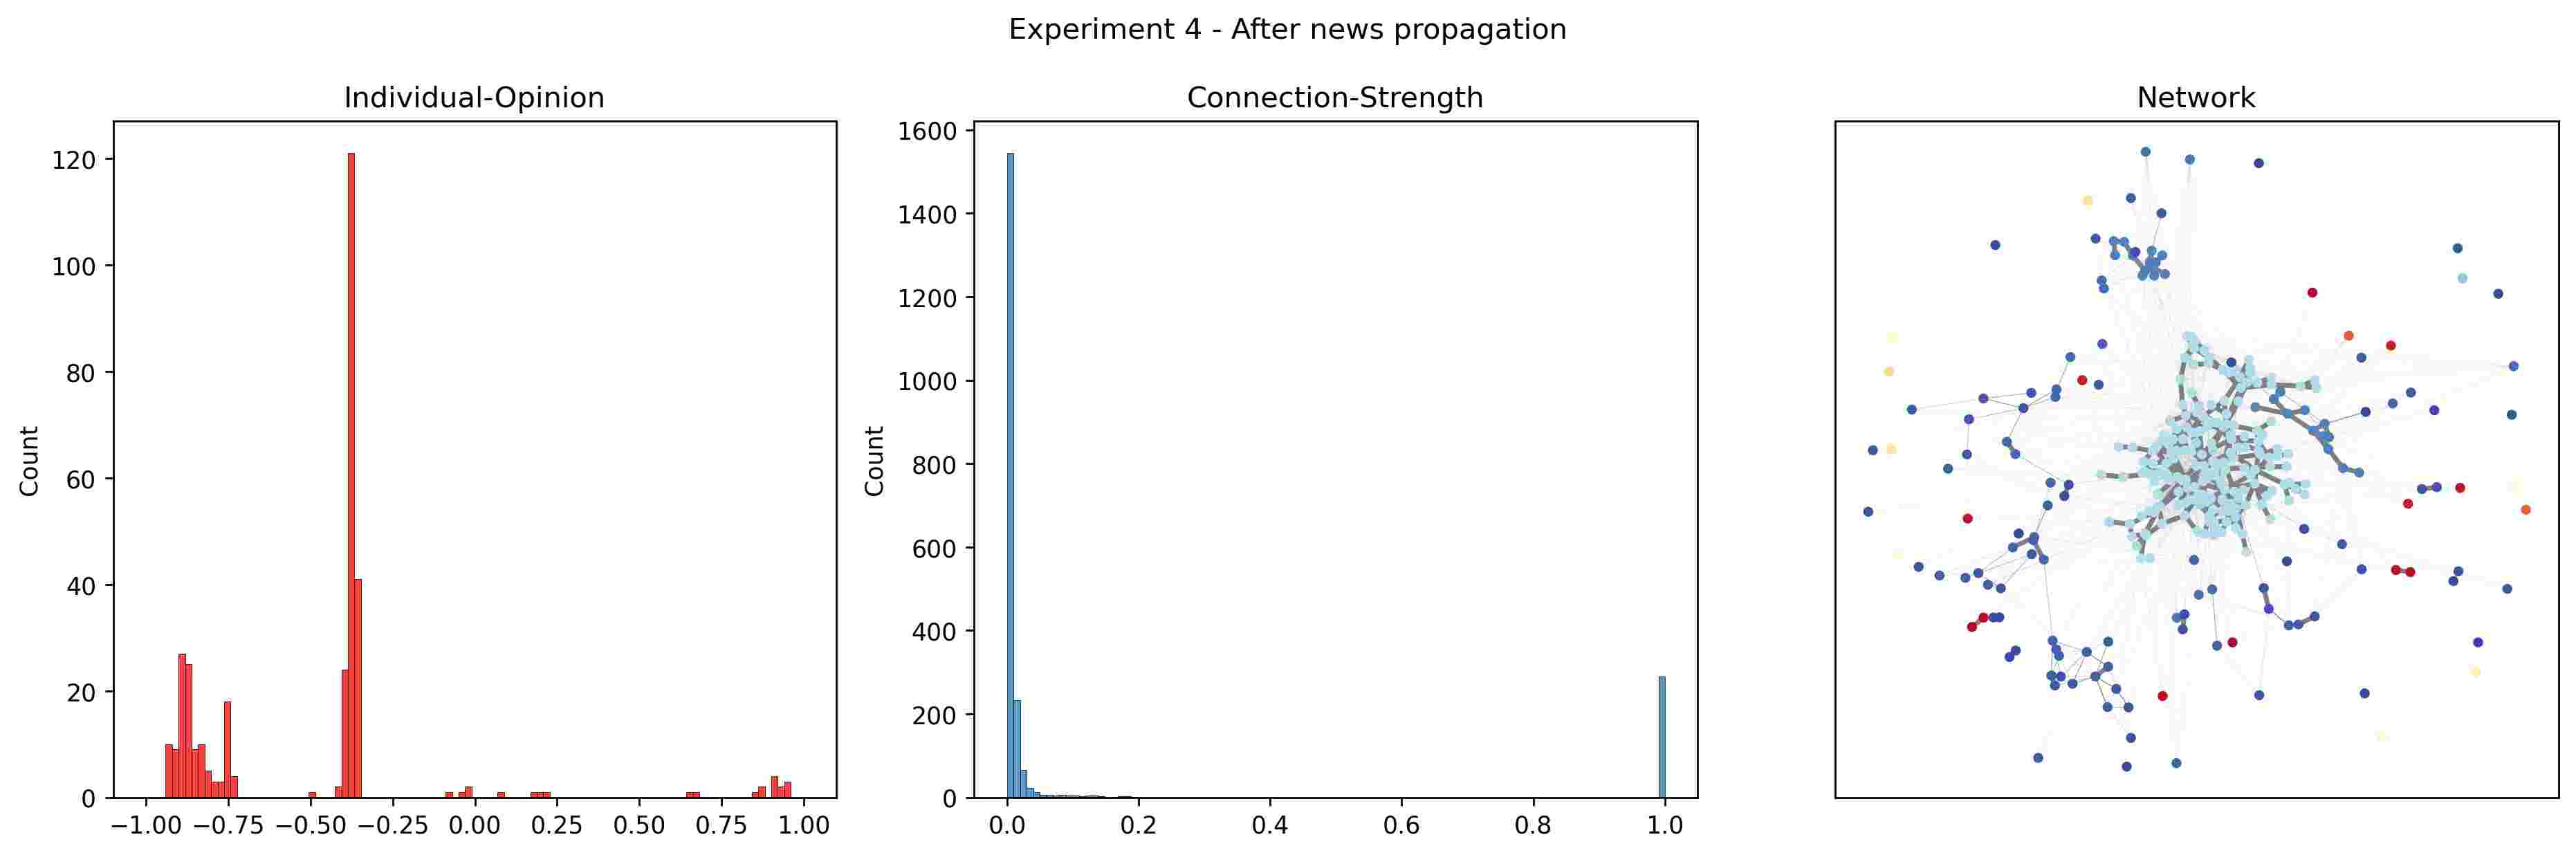 Experiment 4 - After news propagation
Individual-Opinion
Count
0
20
40
60
80
100
120
−1.00 −0.75 −0.50 −0.25 0.00 0.25 0.50 0.75 1.00
Connection-Strength
Count
0
200
400
600
800
1000
1200
1400
1600
0.0 0.2 0.4 0.6 0.8 1.0
Network